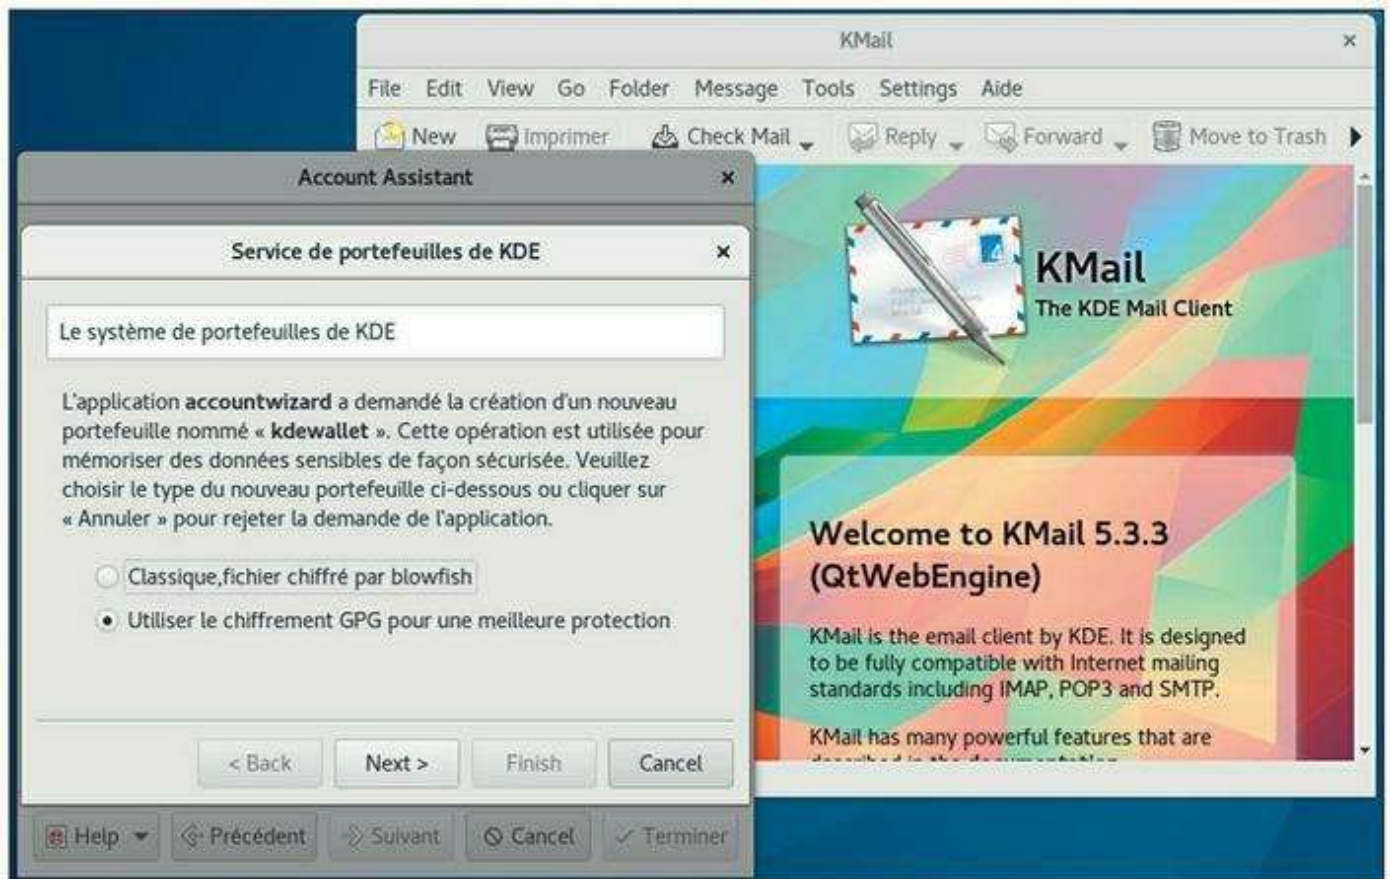 KMail
File Edit View Go Folder Message Tools Settings Aide
New Imprimer Check Mail Reply Forward Move to Trash
Account Assistant
Service de portefeuilles de KDE
Le système de portefeuilles de KDE
L'application accountwizard a demandé la création d'un nouveau
portefeuille nommé « kdewallet ». Cette opération est utilisée pour
mémoriser des données sensibles de façon sécurisée. Veuillez
choisir le type du nouveau portefeuille ci-dessous ou cliquer sur
« Annuler » pour rejeter la demande de l'application.
Classique,fichier chiffré par blowfish
Utiliser le chiffrement GPG pour une meilleure protection
< Back Next > Finish Cancel
Help Précédent Suivant Cancel Terminer
KMail
The KDE Mail Client
Welcome to KMail 5.3.3
(QtWebEngine)
KMail is the email client by KDE. It is designed
to be fully compatible with Internet mailing
standards including IMAP, POP3 and SMTP.
KMail has many powerful features that are
described in the documentation